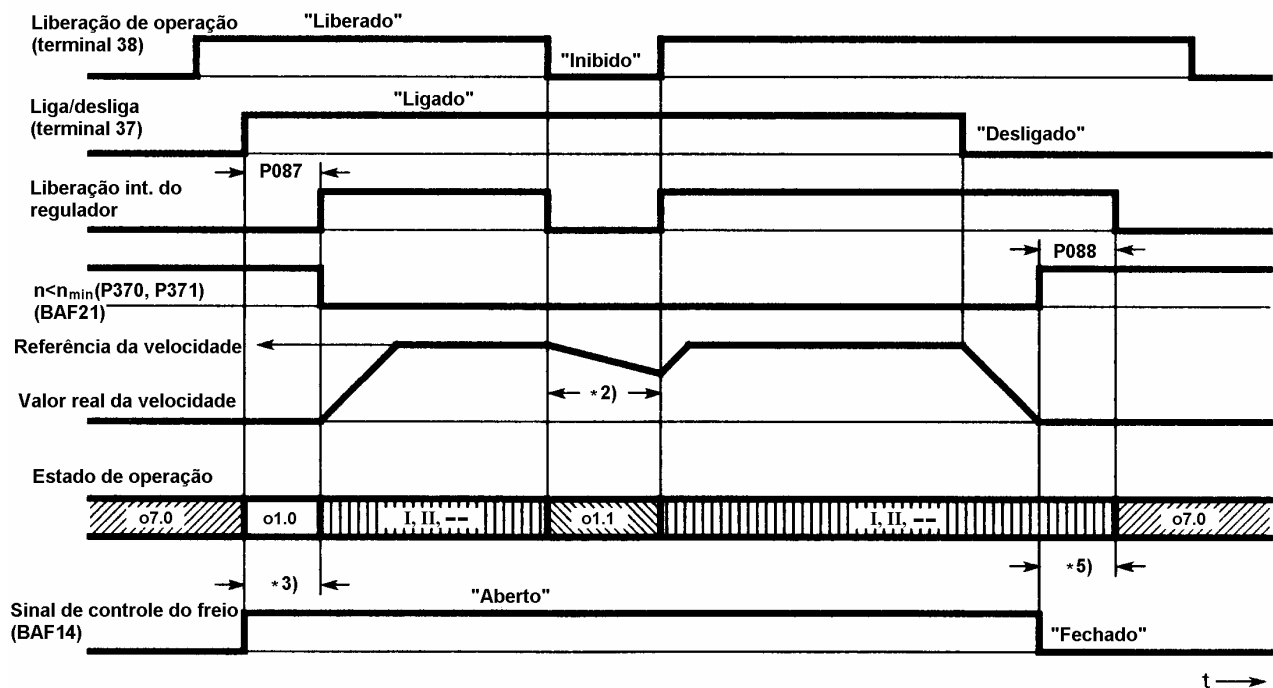 Liberação de operação
(terminal 38)
"Liberado"
"Inibido"
Liga/desliga
(terminal 37)
"Ligado"
"Desligado"
P087
Liberação int. do
regulador
P088
n<nmin(P370, P371)
(BAF21)
Referência da velocidade
*2)
Valor real da velocidade
Estado de operação
o7.0
o1.0
I, II, --
o1.1
I, II, --
o7.0
*3)
*5)
Sinal de controle do freio
(BAF14)
"Aberto"
"Fechado"
t